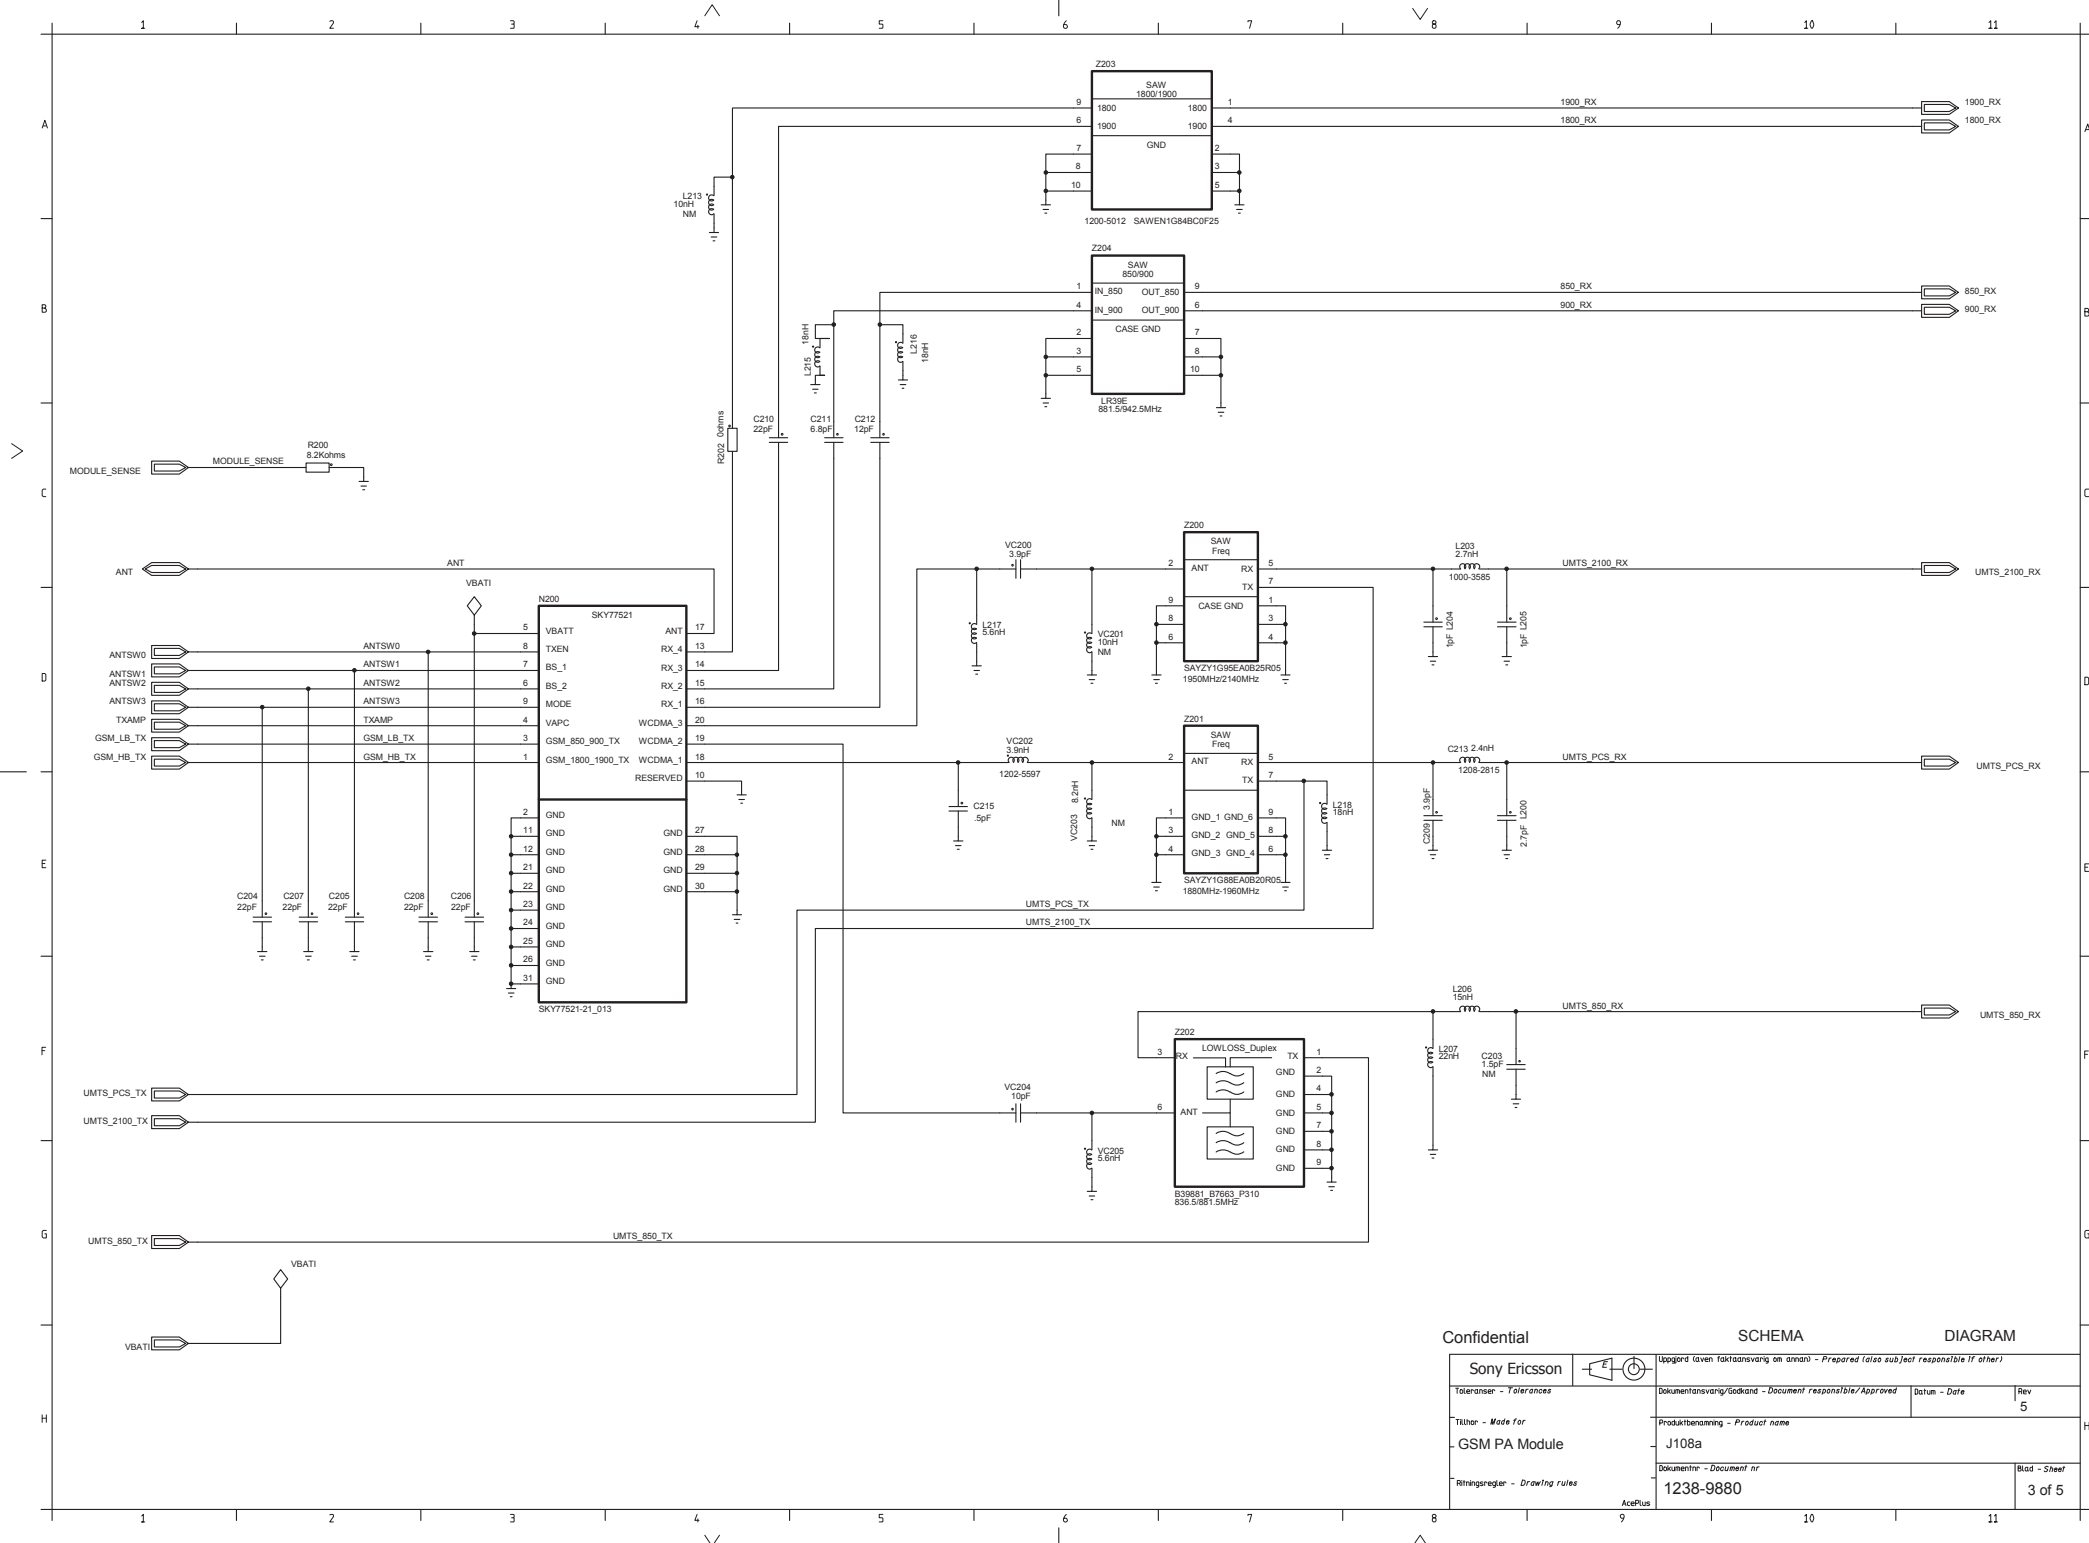 1 2 3 4 5 6 7 8 9 10 11
A A
B B
C C
D D
E E
F F
G G
H H
Z203
SAW
1800/1900
9 1800 1800 1
6 1900 1900 4
GND
7 2
8 3
10 5
1200-5012 SAWEN1G84BC0F25
1900_RX 1900_RX
1800_RX 1800_RX
L213
10nH
NM
Z204
SAW
850/900
1 IN_850 OUT_850 9
4 IN_900 OUT_900 6
CASE GND
2 7
3 8
5 10
LR39E
881.5/942.5MHz
850_RX 850_RX
900_RX 900_RX
L215 18nH
L216
18nH
R202 0ohms
C210
22pF
C211
6.8pF
C212
12pF
MODULE_SENSE MODULE_SENSE
R200
8.2Kohms
ANT ANT
VBATI
N200
SKY77521
5 VBATT ANT 17
8 TXEN RX_4 13
7 BS_1 RX_3 14
6 BS_2 RX_2 15
9 MODE RX_1 16
4 VAPC WCDMA_3 20
3 GSM_850_900_TX WCDMA_2 19
1 GSM_1800_1900_TX WCDMA_1 18
RESERVED 10
2 GND
11 GND GND 27
12 GND GND 28
21 GND GND 29
22 GND GND 30
23 GND
24 GND
25 GND
26 GND
31 GND
SKY77521-21_013
ANTSW0 ANTSW0
ANTSW1 ANTSW1
ANTSW2 ANTSW2
ANTSW3 ANTSW3
TXAMP TXAMP
GSM_LB_TX GSM_LB_TX
GSM_HB_TX GSM_HB_TX
C204
22pF
C207
22pF
C205
22pF
C208
22pF
C206
22pF
VC200
3.9pF
L217
5.6nH
VC201
10nH
NM
Z200
SAW
Freq
2 ANT RX 5
TX 7
9 CASE GND 1
8 3
6 4
SAYZY1G95EA0B25R05
1950MHz/2140MHz
L203
2.7nH
1000-3585
1pF L204
1pF L205
UMTS_2100_RX UMTS_2100_RX
VC202
3.9nH
1202-5597
C215
.5pF
VC203 8.2nH
NM
Z201
SAW
Freq
2 ANT RX 5
TX 7
1 GND_1 GND_6 9
3 GND_2 GND_5 8
4 GND_3 GND_4 6
SAYZY1G88EA0B20R05
1880MHz-1960MHz
L218
18nH
C213 2.4nH
1208-2815
C209 3.9pF
2.7pF L200
UMTS_PCS_RX UMTS_PCS_RX
UMTS_PCS_TX
UMTS_2100_TX
L206
15nH
L207
22nH
C203
1.5pF
NM
UMTS_850_RX UMTS_850_RX
Z202
LOWLOSS_Duplex
3 RX TX 1
GND 2
GND 4
6 ANT GND 5
GND 7
GND 8
GND 9
B39881_B7663_P310
836.5/881.5MHz
VC204
10pF
VC205
5.6nH
UMTS_PCS_TX
UMTS_2100_TX
UMTS_850_TX UMTS_850_TX
VBATI
VBATI
Confidential SCHEMA DIAGRAM
Sony Ericsson
E
Uppgjord (även faktaansvarig om annan) - Prepared (also subject responsible if other)
Toleranser - Tolerances
Dokumentansvarig/Godkand - Document responsible/Approved
Datum - Date
Rev
5
Tillhor - Made for
GSM PA Module
Produktbenamning - Product name
J108a
Ritningsregler - Drawing rules
AcePlus
Dokumentnr - Document nr
1238-9880
Blad - Sheet
3 of 5
1 2 3 4 5 6 7 8 9 10 11